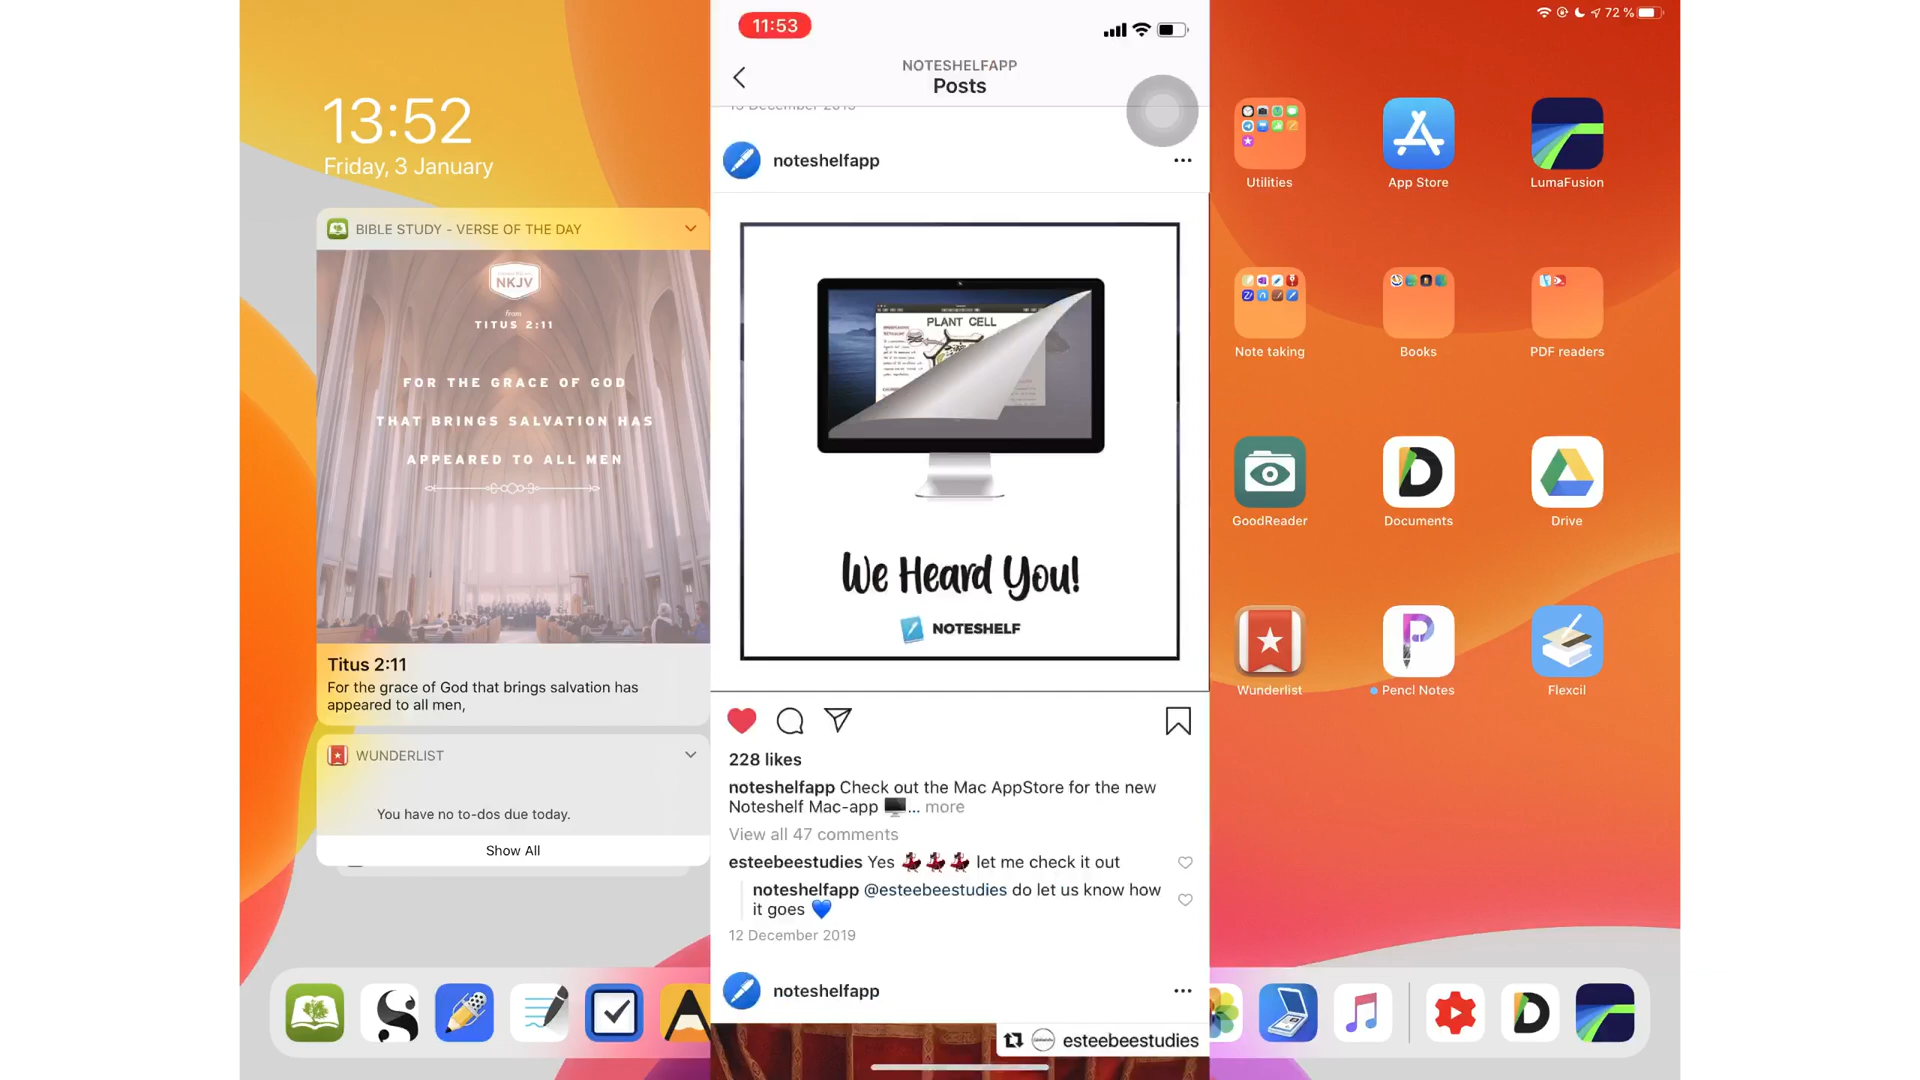 13:52
Friday, 3 January
BIBLE STUDY - VERSE OF THE DAY
NKJV
from
TITUS 2:11
FOR THE GRACE OF GOD
THAT BRINGS SALVATION HAS
APPEARED TO ALL MEN
Titus 2:11
For the grace of God that brings salvation has
appeared to all men,
WUNDERLIST
You have no to-dos due today.
Show All
11:53
NOTESHELFAPP
Posts
noteshelfapp
PLANT CELL
We Heard You!
NOTESHELF
228 likes
noteshelfapp Check out the Mac AppStore for the new
Noteshelf Mac-app 🖥️... more
View all 47 comments
esteebeestudies Yes 💃💃💃 let me check it out
noteshelfapp @esteebeestudies do let us know how
it goes 💙
12 December 2019
noteshelfapp
esteebeestudies
72 %
Utilities
App Store
LumaFusion
Note taking
Books
PDF readers
GoodReader
Documents
Drive
Wunderlist
Pencl Notes
Flexcil